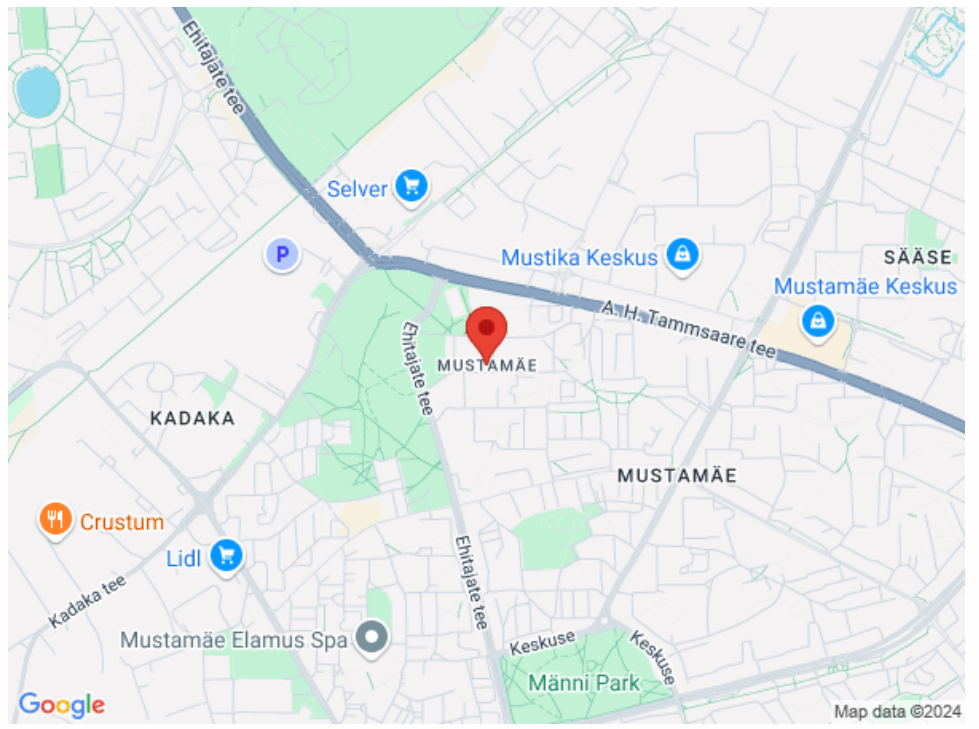 Ehitajate tee
Selver
P
Mustika Keskus
SÄÄSE
Mustamäe Keskus
A. H. Tammsaare tee
Ehitajate tee
MUSTAMÄE
KADAKA
MUSTAMÄE
Crustum
Lidl
Ehitajate tee
Kadaka tee
Mustamäe Elamus Spa
Keskuse
Keskuse
Männi Park
Google
Map data ©2024